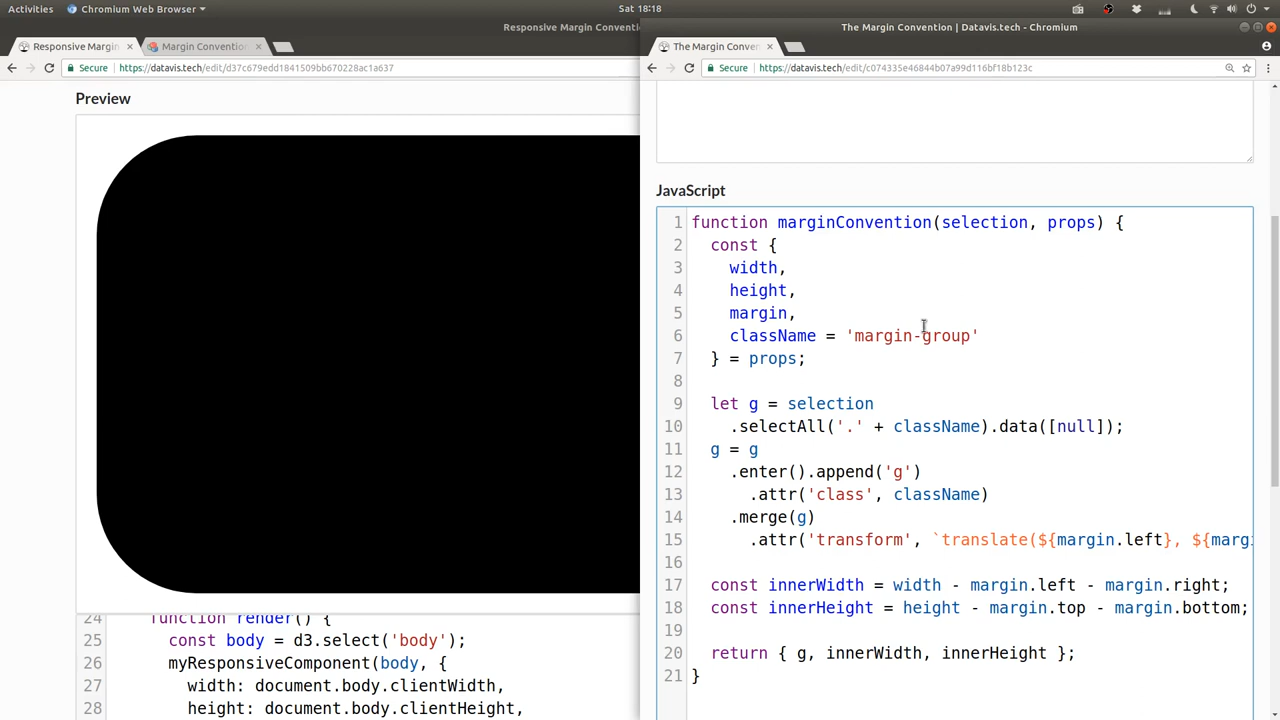 Activities Chromium Web Browser Sat 18:18
Responsive Margin Conventi
The Margin Convention | Datavis.tech - Chromium
Responsive Margin × Margin Convention ×
The Margin Conven ×
Secure https://datavis.tech/edit/d37c679edd1841509bb670228ac1a637
Secure https://datavis.tech/edit/c074335e46844b07a99d116bf18b123c
Preview
24 function render() {
25 const body = d3.select('body');
26 myResponsiveComponent(body, {
27 width: document.body.clientWidth,
28 height: document.body.clientHeight,
JavaScript
1 function marginConvention(selection, props) {
2 const {
3 width,
4 height,
5 margin,
6 className = 'margin-group'
7 } = props;
8
9 let g = selection
10 .selectAll('.' + className).data([null]);
11 g = g
12 .enter().append('g')
13 .attr('class', className)
14 .merge(g)
15 .attr('transform', `translate(${margin.left}, ${margi
16
17 const innerWidth = width - margin.left - margin.right;
18 const innerHeight = height - margin.top - margin.bottom;
19
20 return { g, innerWidth, innerHeight };
21 }